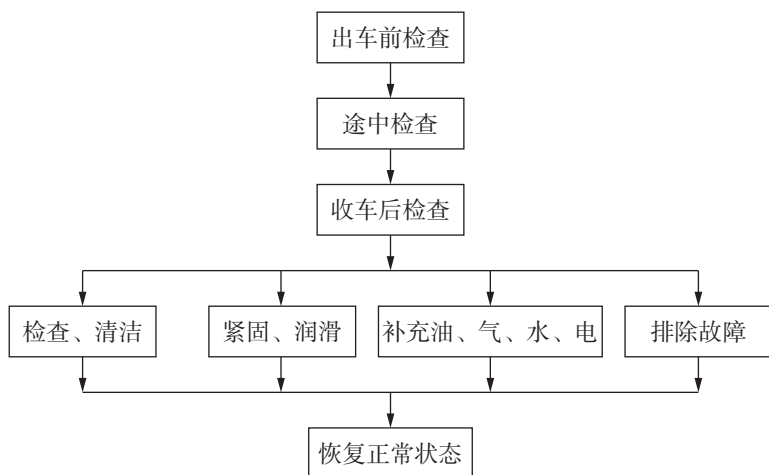 出车前检查
途中检查
收车后检查
检查、清洁
紧固、润滑
补充油、气、水、电
排除故障
恢复正常状态